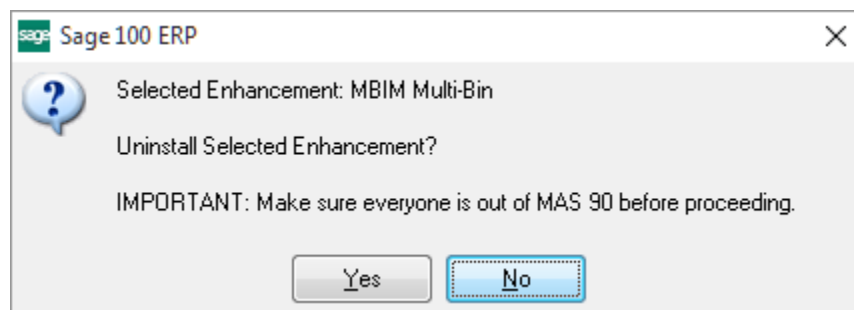 sage Sage 100 ERP
Selected Enhancement: MBIM Multi-Bin
Uninstall Selected Enhancement?
IMPORTANT: Make sure everyone is out of MAS 90 before proceeding.
Yes No